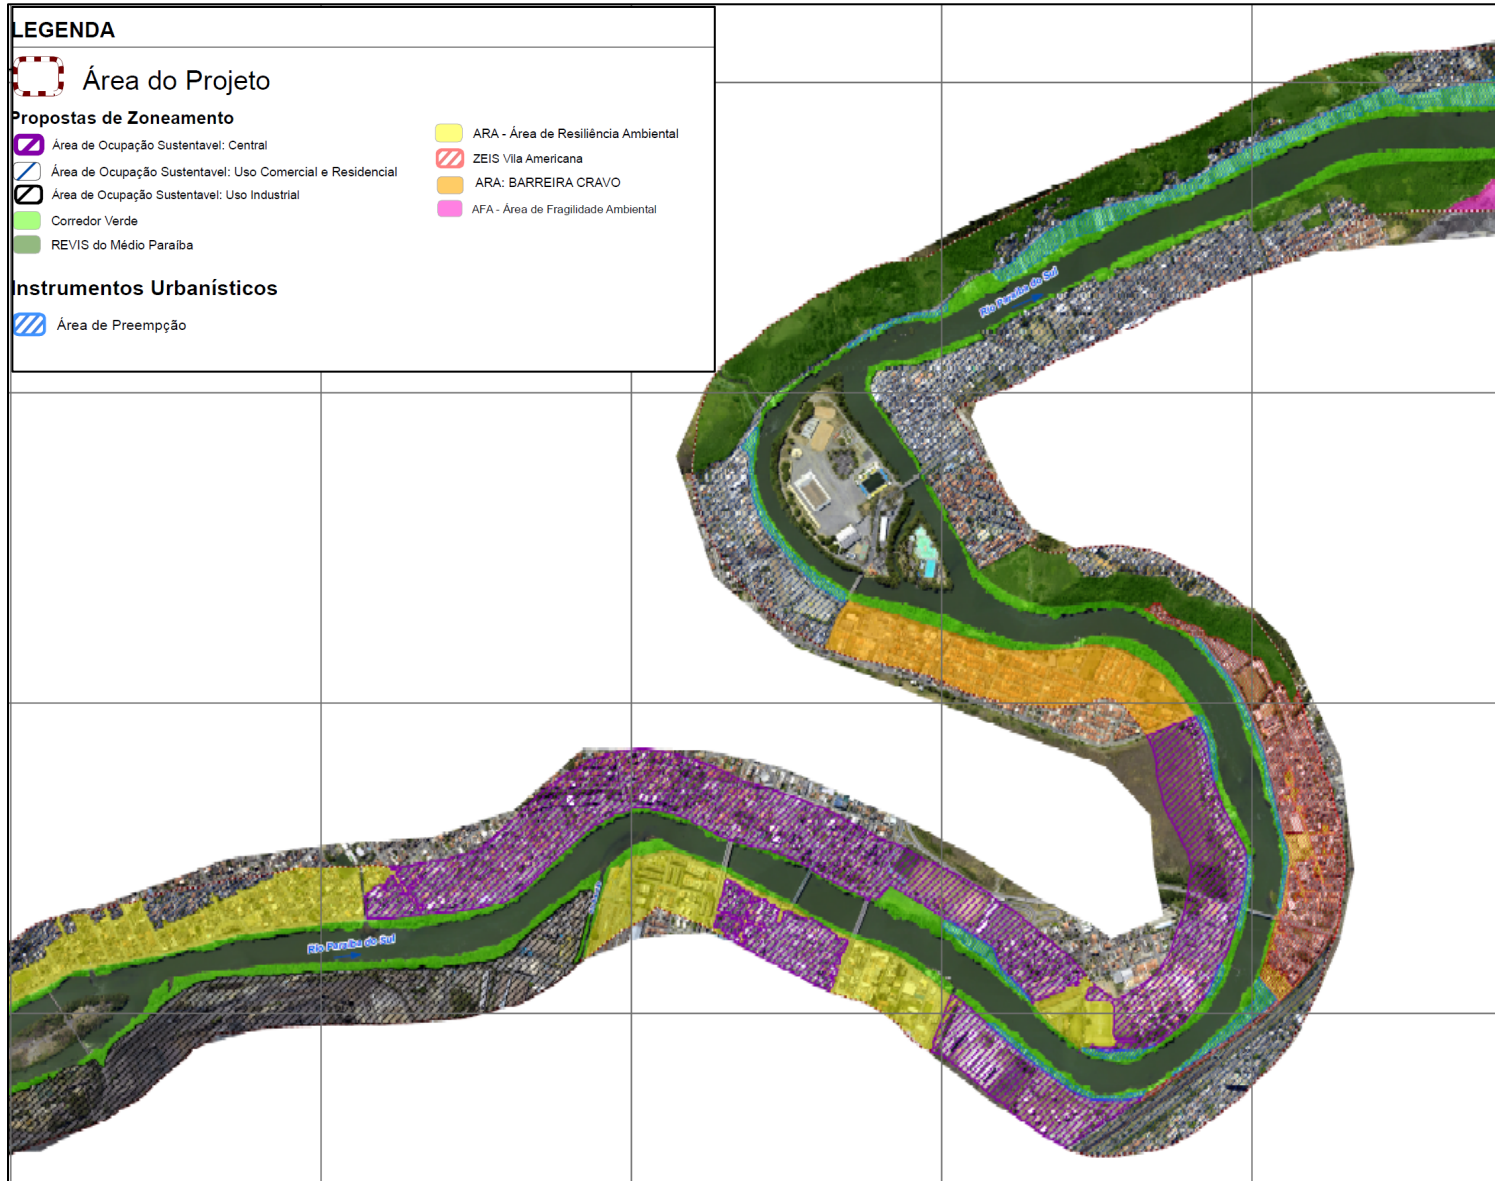 LEGENDA
Área do Projeto
Propostas de Zoneamento
Área de Ocupação Sustentavel: Central
Área de Ocupação Sustentavel: Uso Comercial e Residencial
Área de Ocupação Sustentavel: Uso Industrial
Corredor Verde
REVIS do Médio Paraíba
ARA - Área de Resiliência Ambiental
ZEIS Vila Americana
ARA: BARREIRA CRAVO
AFA - Área de Fragilidade Ambiental
Instrumentos Urbanísticos
Área de Preempção
Rio Paraíba do Sul
Rio Paraíba do Sul